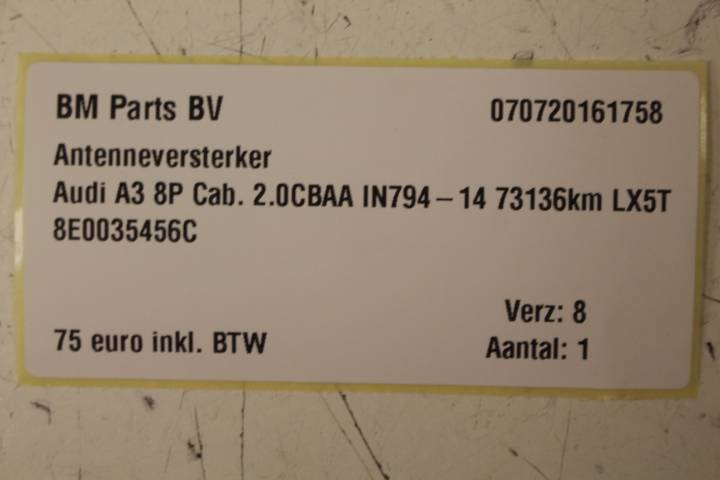 BM Parts BV 070720161758
Antenneversterker
Audi A3 8P Cab. 2.0CBAA IN794-14 73136km LX5T
8E0035456C
Verz: 8
75 euro inkl. BTW Aantal: 1